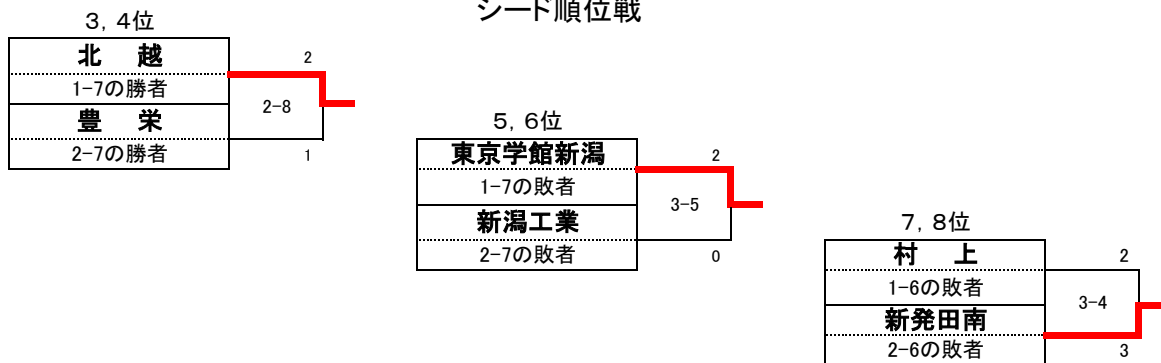 シード順位戦
3，4位
北　越
2
1-7の勝者
2-8
豊　栄
2-7の勝者
1
5，6位
東京学館新潟
2
1-7の敗者
3-5
新潟工業
2-7の敗者
0
7，8位
村　上
2
1-6の敗者
3-4
新発田南
2-6の敗者
3